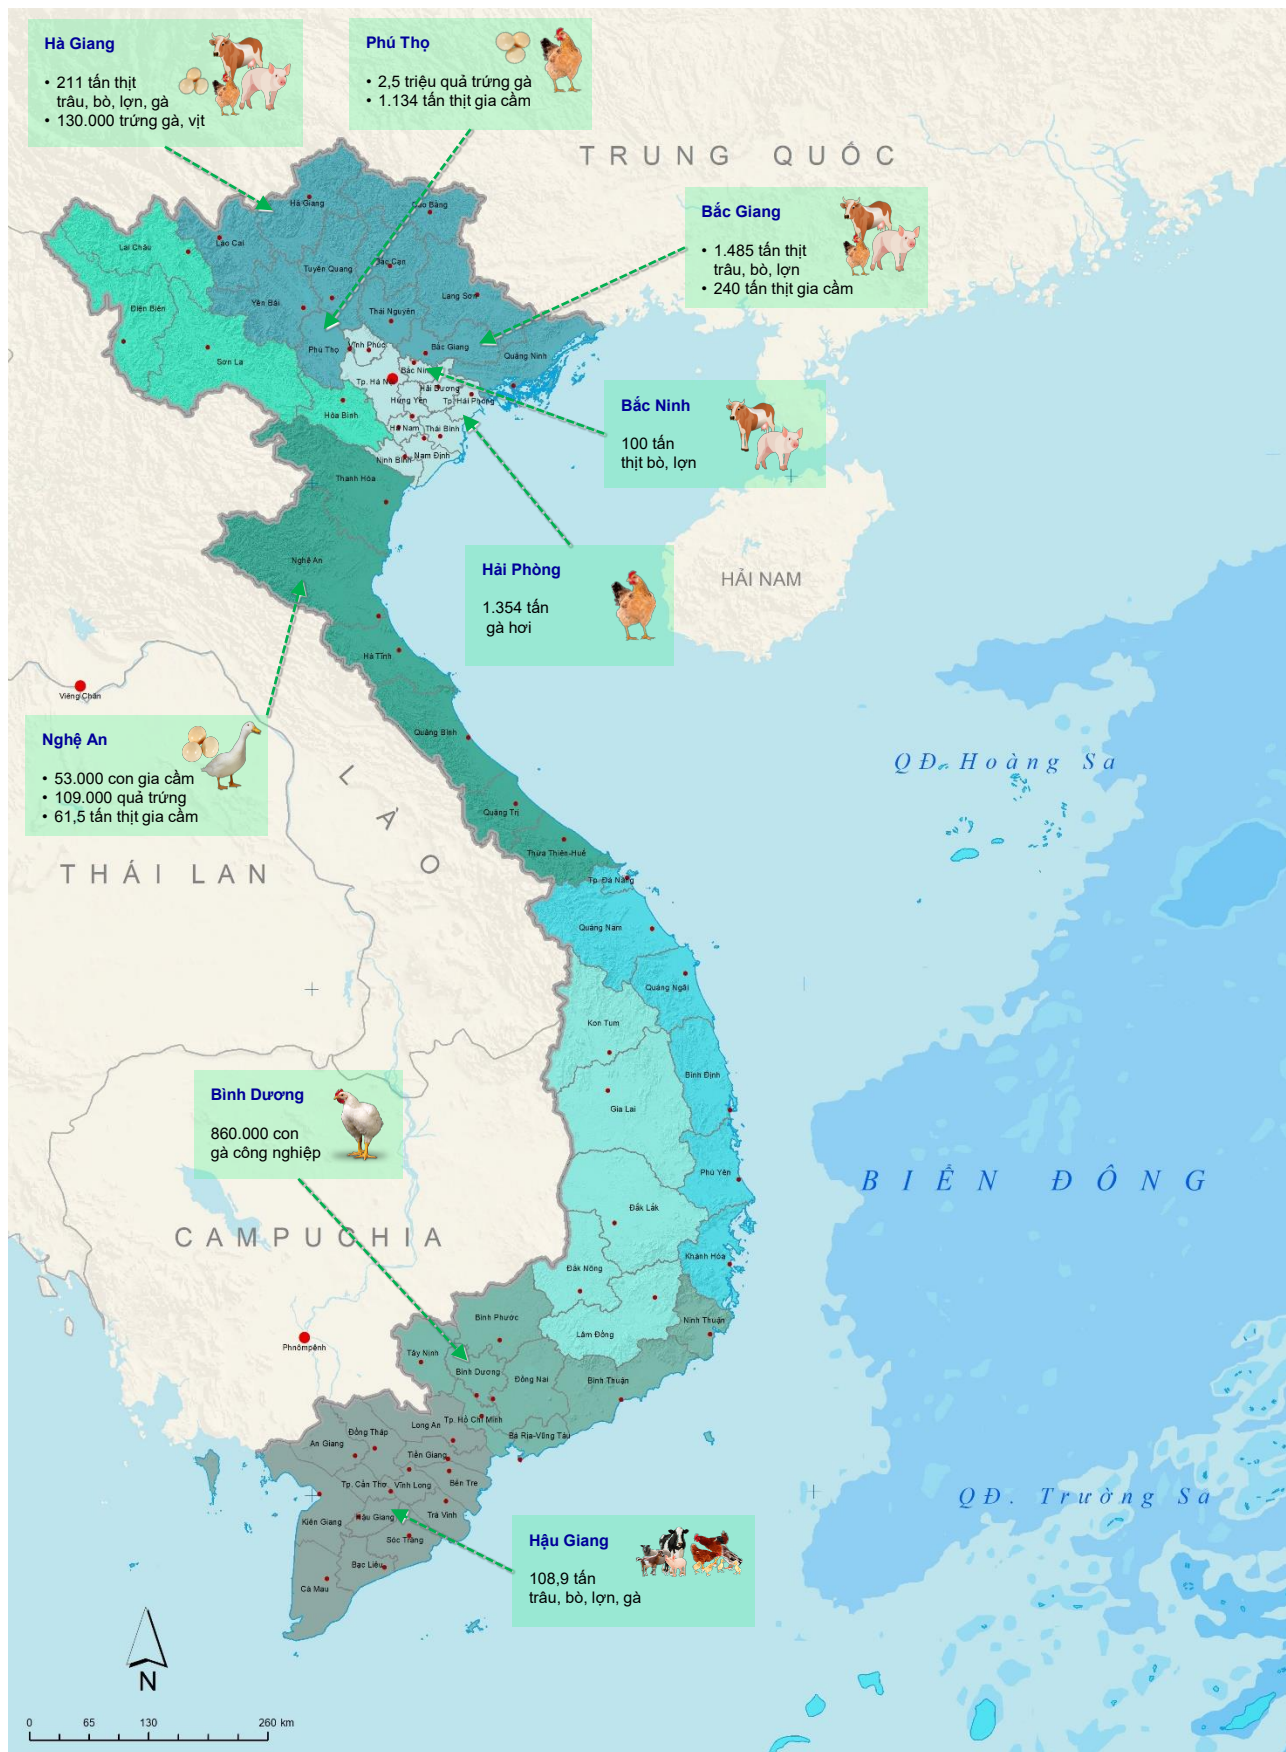 Hà Giang
• 211 tấn thịt
trâu, bò, lợn, gà
• 130.000 trứng gà, vịt
Phú Thọ
• 2,5 triệu quả trứng gà
• 1.134 tấn thịt gia cầm
TRUNG QUỐC
Bắc Giang
• 1.485 tấn thịt
trâu, bò, lợn
• 240 tấn thịt gia cầm
Hà Giang
Cao Bằng
Lai Châu
Lào Cai
Tuyên Quang
Bắc Cạn
Điện Biên
Yên Bái
Lạng Sơn
Thái Nguyên
Sơn La
Phú Thọ
Vĩnh Phúc
Bắc Giang
Quảng Ninh
Bắc Ninh
Tp. Hà Nội
Hải Dương
Hưng Yên
Tp. Hải Phòng
Hòa Bình
Hà Nam
Thái Bình
Ninh Bình
Nam Định
Bắc Ninh
100 tấn
thịt bò, lợn
Thanh Hóa
Hải Phòng
1.354 tấn
gà hơi
HẢI NAM
Nghệ An
Hà Tĩnh
Viêng Chăn
Nghệ An
• 53.000 con gia cầm
• 109.000 quả trứng
• 61,5 tấn thịt gia cầm
Quảng Bình
LÀO
QĐ. Hoàng Sa
Quảng Trị
Thừa Thiên-Huế
THÁI LAN
Tp. Đà Nẵng
Quảng Nam
Quảng Ngãi
Kon Tum
Bình Định
Gia Lai
Bình Dương
860.000 con
gà công nghiệp
Phú Yên
BIỂN ĐÔNG
Đắk Lắk
CAMPUCHIA
Khánh Hòa
Đắk Nông
Bình Phước
Ninh Thuận
Lâm Đồng
Phnômpênh
Tây Ninh
Bình Dương
Đồng Nai
Bình Thuận
Long An
Tp. Hồ Chí Minh
Đồng Tháp
Bà Rịa-Vũng Tàu
An Giang
Tiền Giang
Tp. Cần Thơ
Vĩnh Long
Bến Tre
QĐ. Trường Sa
Kiên Giang
Hậu Giang
Trà Vinh
Sóc Trăng
Bạc Liêu
Cà Mau
Hậu Giang
108,9 tấn
trâu, bò, lợn, gà
N
0 65 130 260 km